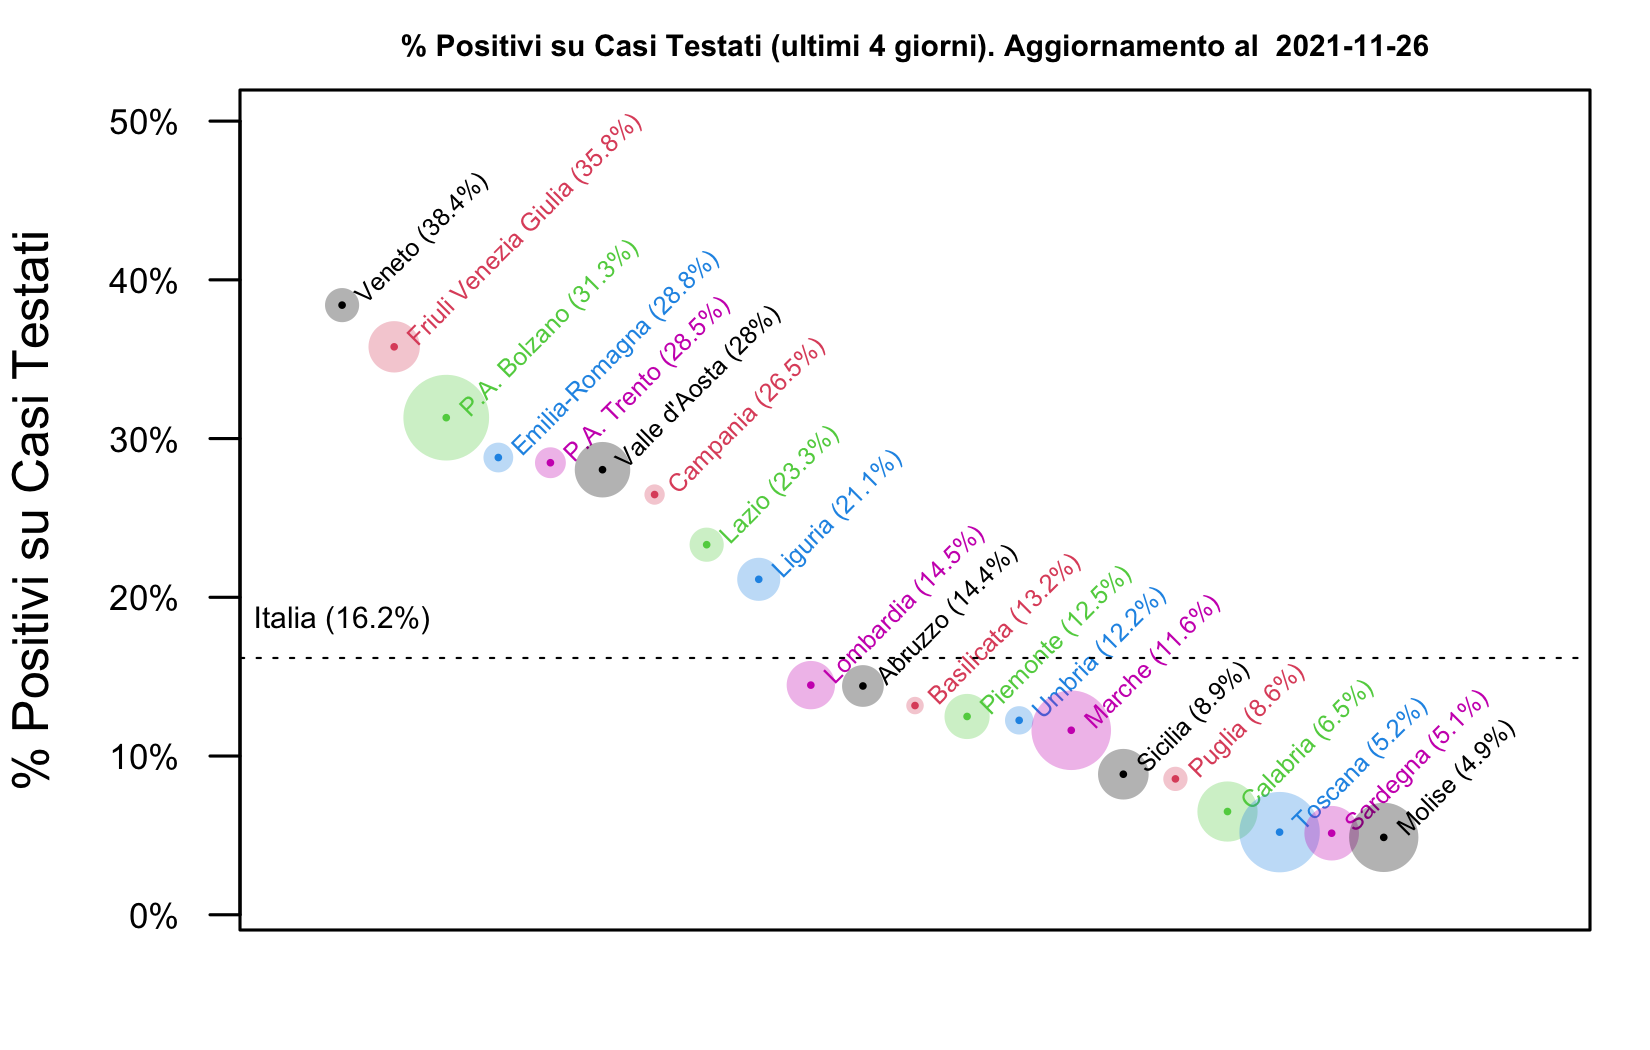 % Positivi su Casi Testati (ultimi 4 giorni). Aggiornamento al  2021-11-26
% Positivi su Casi Testati
50%
40%
30%
20%
10%
0%
Italia (16.2%)
Veneto (38.4%)
Friuli Venezia Giulia (35.8%)
P.A. Bolzano (31.3%)
Emilia-Romagna (28.8%)
P.A. Trento (28.5%)
Valle d'Aosta (28%)
Campania (26.5%)
Lazio (23.3%)
Liguria (21.1%)
Lombardia (14.5%)
Abruzzo (14.4%)
Basilicata (13.2%)
Piemonte (12.5%)
Umbria (12.2%)
Marche (11.6%)
Sicilia (8.9%)
Puglia (8.6%)
Calabria (6.5%)
Toscana (5.2%)
Sardegna (5.1%)
Molise (4.9%)